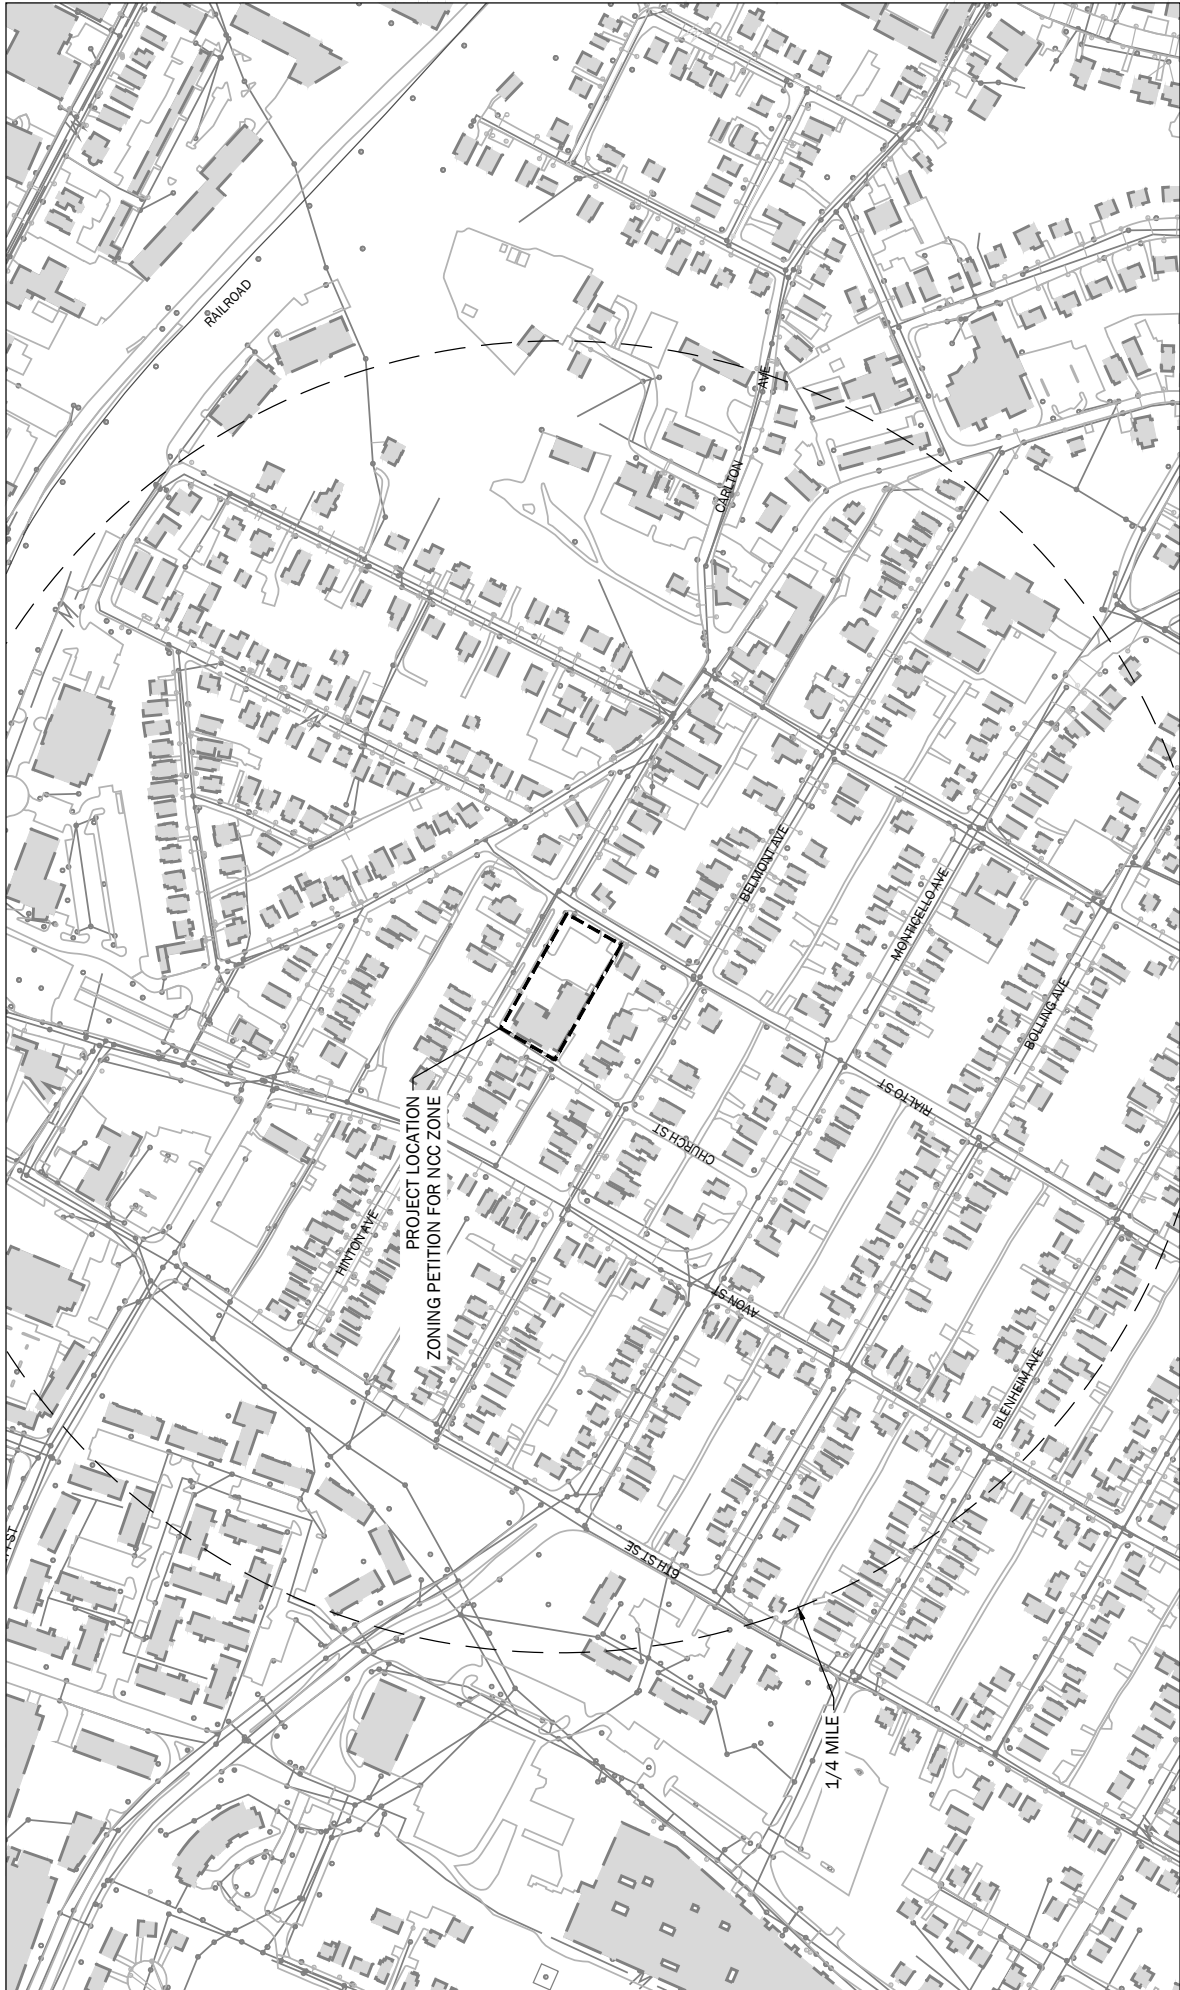 RAILROAD
CARLTON
AVE
BELMONT AVE
MONTICELLO AVE
BOLLING AVE
RIALTO ST
CHURCH ST
PROJECT LOCATION
ZONING PETITION FOR NCC ZONE
HINTON AVE
AVON ST
BLENHEIM AVE
6TH ST SE
1/4 MILE